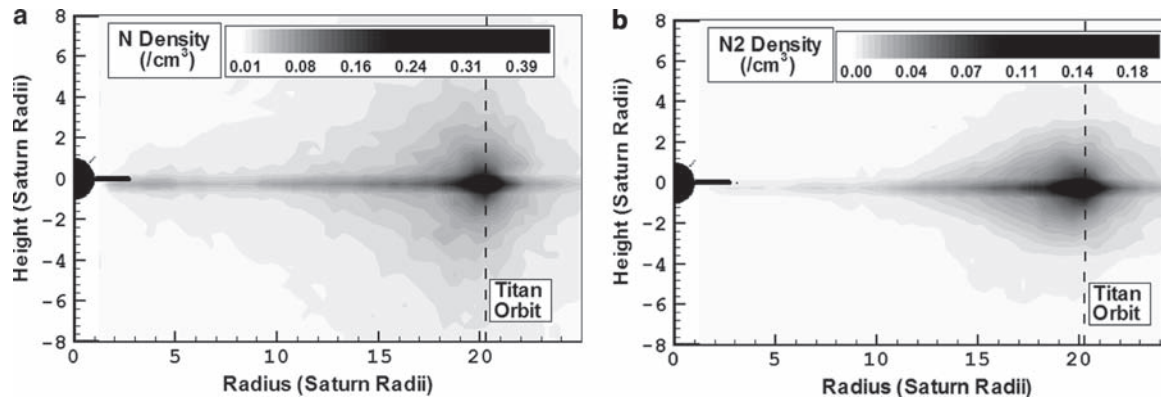 a
N Density
(/cm³)
0.01 0.08 0.16 0.24 0.31 0.39
Height (Saturn Radii)
8
6
4
2
0
-2
-4
-6
-8
Titan
Orbit
0 5 10 15 20
Radius (Saturn Radii)
b
N2 Density
(/cm³)
0.00 0.04 0.07 0.11 0.14 0.18
Height (Saturn Radii)
8
6
4
2
0
-2
-4
-6
-8
Titan
Orbit
0 5 10 15 20
Radius (Saturn Radii)